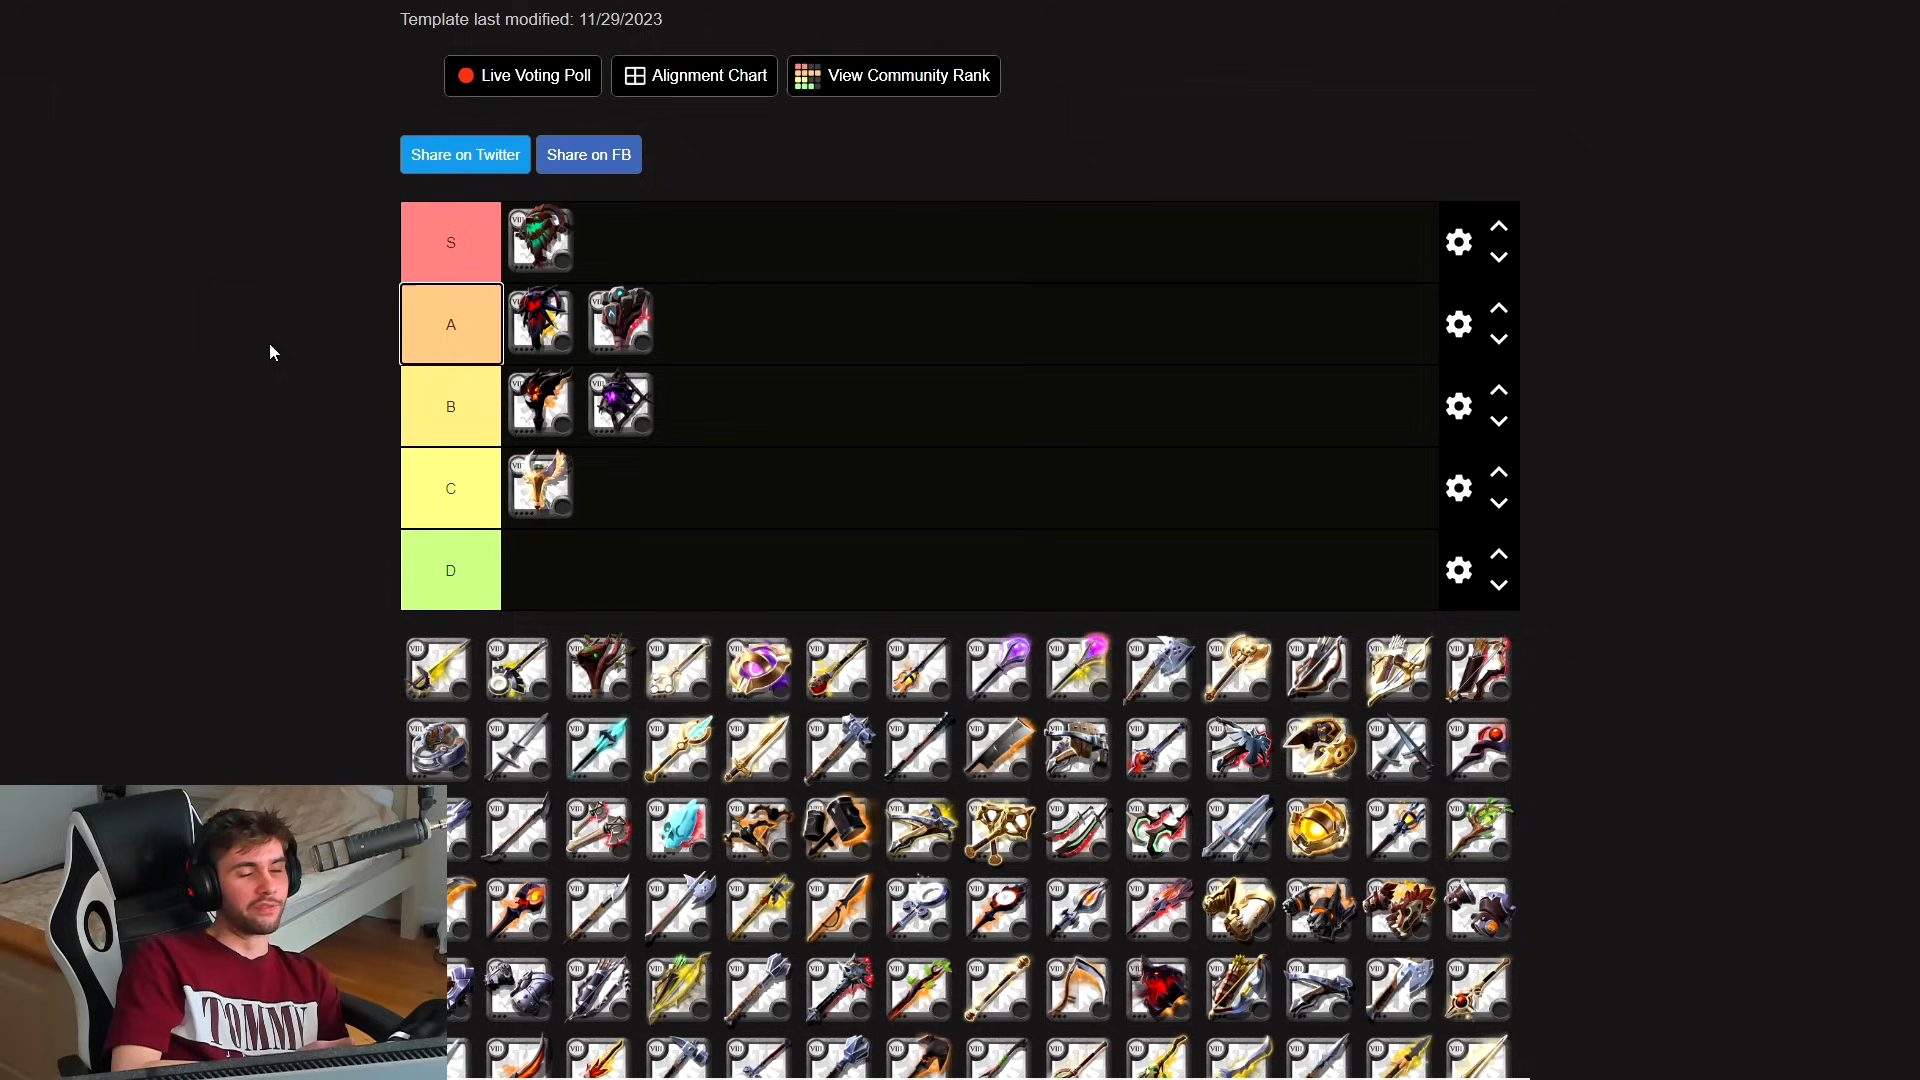 Template last modified: 11/29/2023
Live Voting Poll
Alignment Chart
View Community Rank
Share on Twitter
Share on FB
S
A
B
C
D
TOMMY